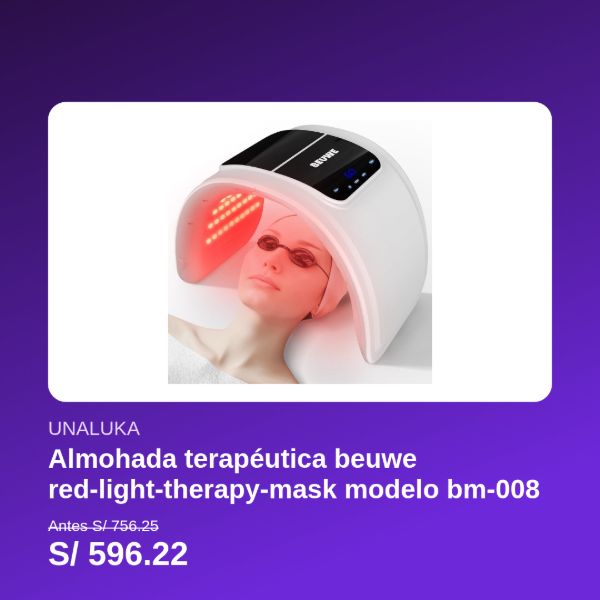 BEUWE
UNALUKA
Almohada terapéutica beuwe
red-light-therapy-mask modelo bm-008
Antes S/ 756.25
S/ 596.22